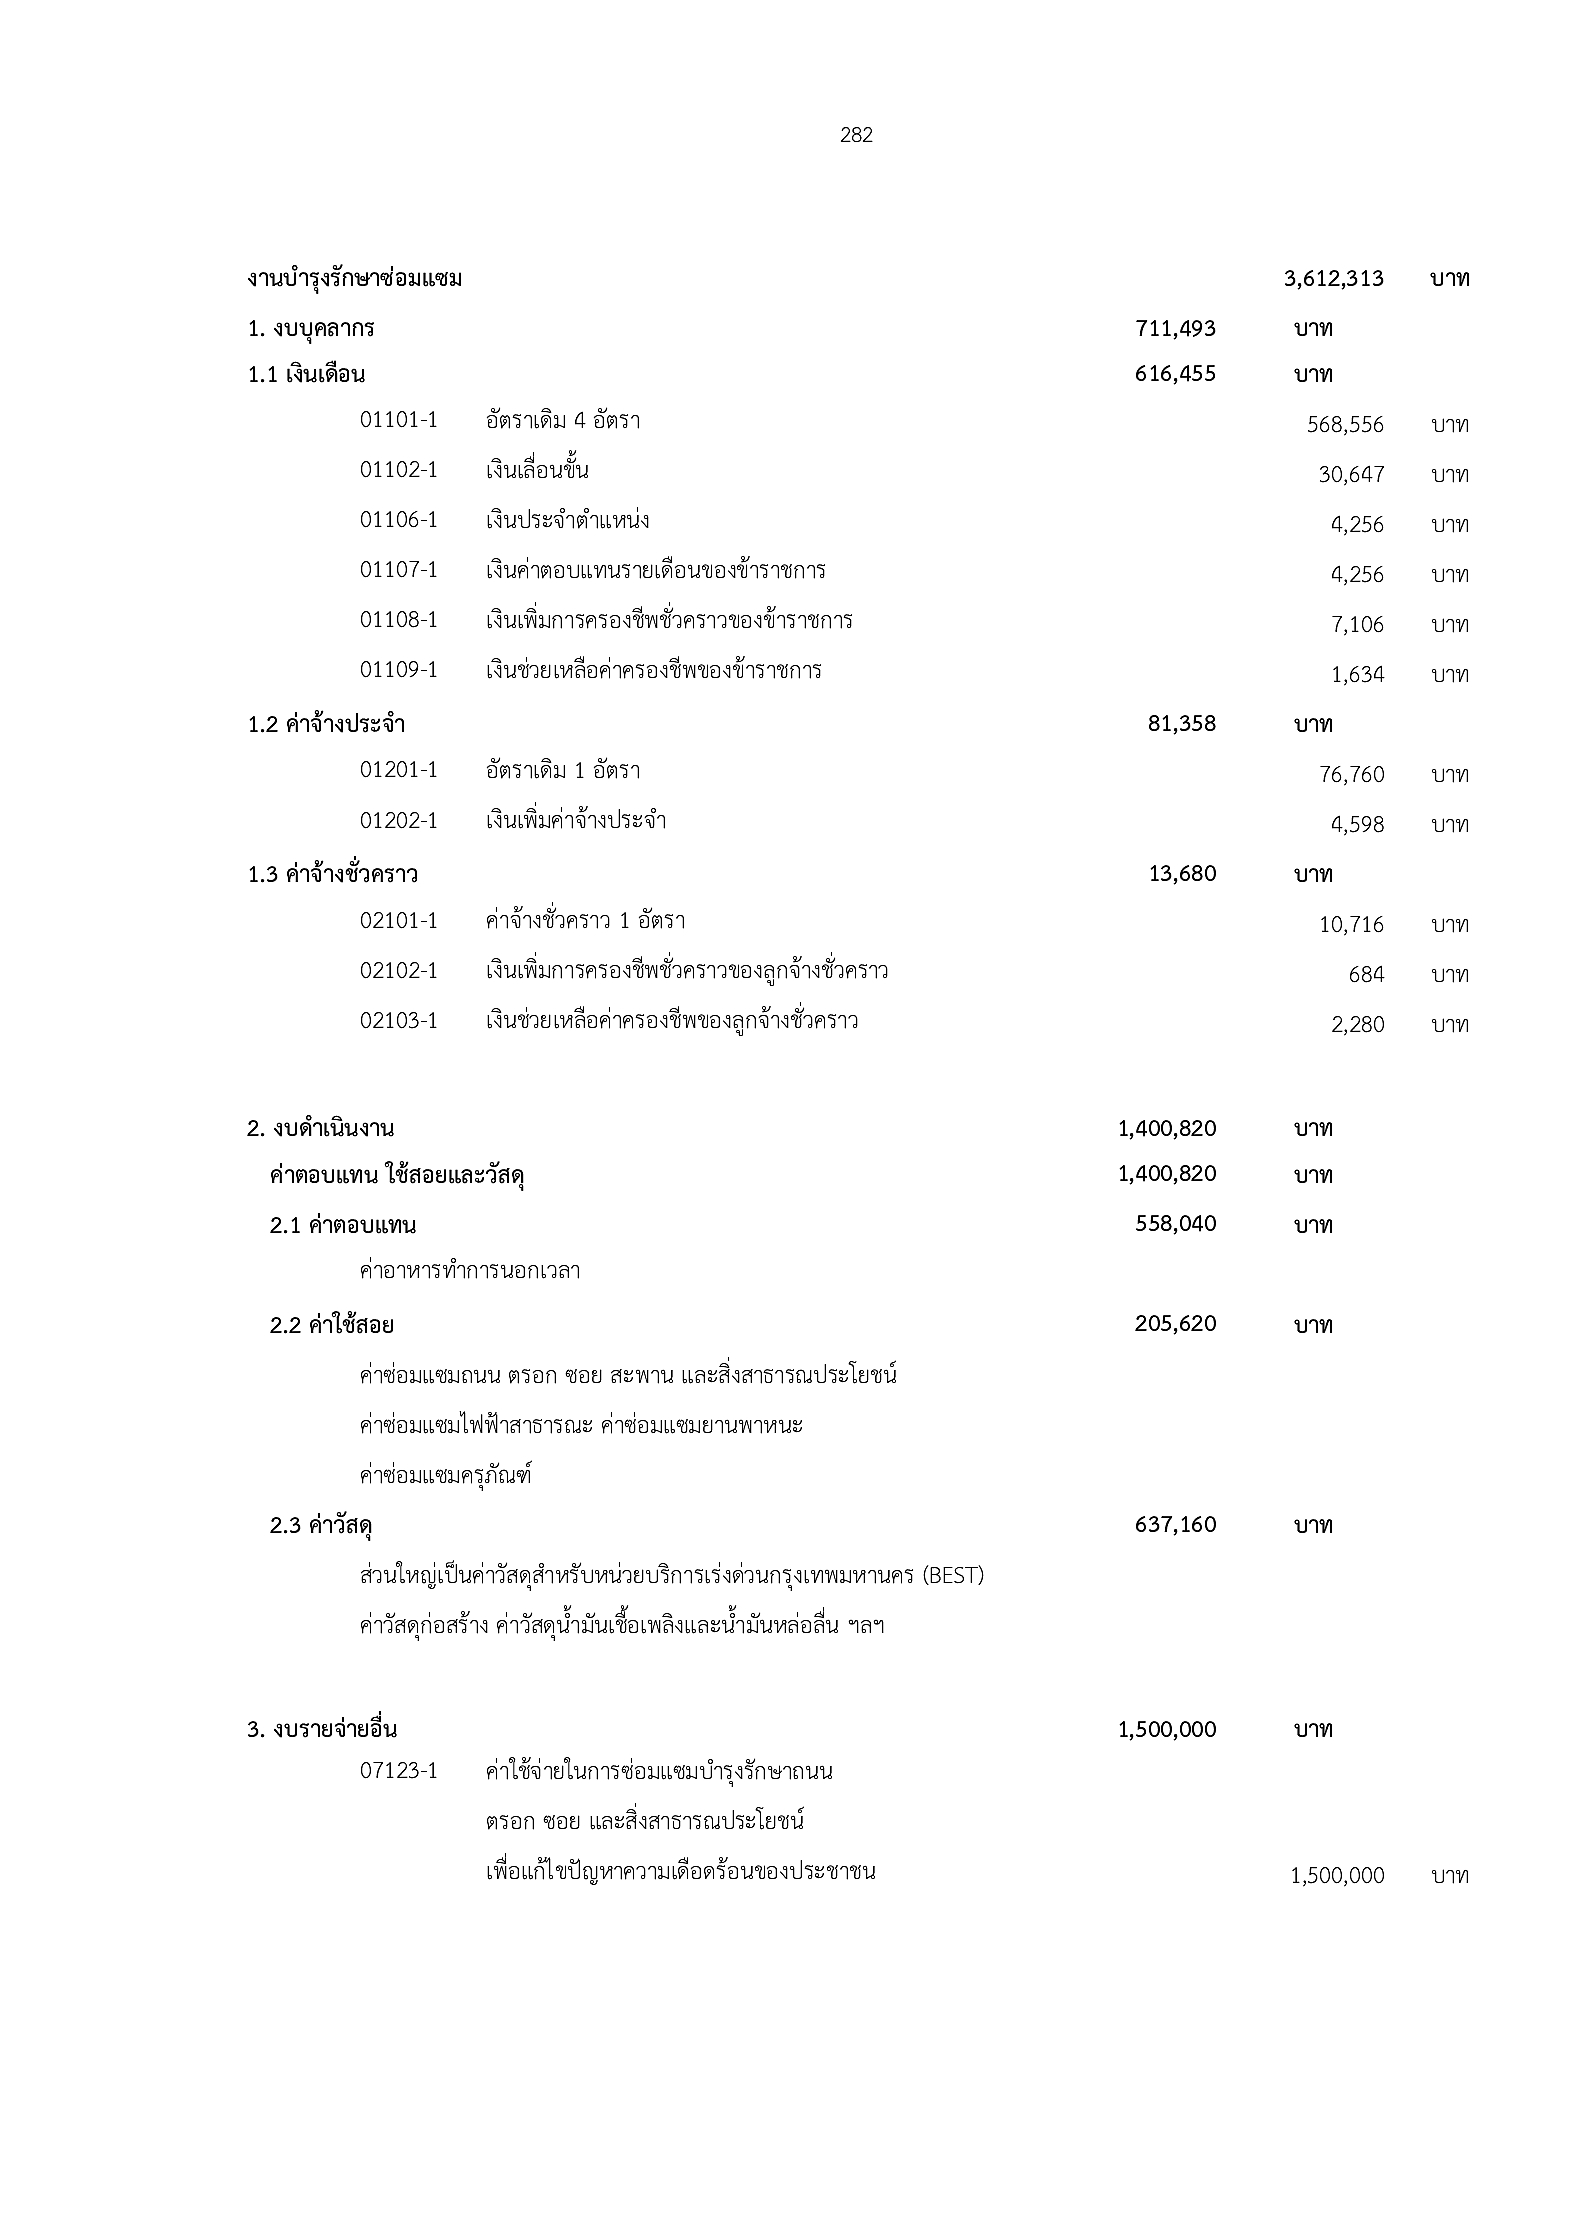 282
งานบำรุงรักษาซ่อมแซม 3,612,313 บาท
1. งบบุคลากร 711,493 บาท
1.1 เงินเดือน 616,455 บาท
01101-1 อัตราเดิม 4 อัตรา 568,556 บาท
01102-1 เงินเลื่อนขั้น 30,647 บาท
01106-1 เงินประจำตำแหน่ง 4,256 บาท
01107-1 เงินค่าตอบแทนรายเดือนของข้าราชการ 4,256 บาท
01108-1 เงินเพิ่มการครองชีพชั่วคราวของข้าราชการ 7,106 บาท
01109-1 เงินช่วยเหลือค่าครองชีพของข้าราชการ 1,634 บาท
1.2 ค่าจ้างประจำ 81,358 บาท
01201-1 อัตราเดิม 1 อัตรา 76,760 บาท
01202-1 เงินเพิ่มค่าจ้างประจำ 4,598 บาท
1.3 ค่าจ้างชั่วคราว 13,680 บาท
02101-1 ค่าจ้างชั่วคราว 1 อัตรา 10,716 บาท
02102-1 เงินเพิ่มการครองชีพชั่วคราวของลูกจ้างชั่วคราว 684 บาท
02103-1 เงินช่วยเหลือค่าครองชีพของลูกจ้างชั่วคราว 2,280 บาท
2. งบดำเนินงาน 1,400,820 บาท
ค่าตอบแทน ใช้สอยและวัสดุ 1,400,820 บาท
2.1 ค่าตอบแทน 558,040 บาท
ค่าอาหารทำการนอกเวลา
2.2 ค่าใช้สอย 205,620 บาท
ค่าซ่อมแซมถนน ตรอก ซอย สะพาน และสิ่งสาธารณประโยชน์
ค่าซ่อมแซมไฟฟ้าสาธารณะ ค่าซ่อมแซมยานพาหนะ
ค่าซ่อมแซมครุภัณฑ์
2.3 ค่าวัสดุ 637,160 บาท
ส่วนใหญ่เป็นค่าวัสดุสำหรับหน่วยบริการเร่งด่วนกรุงเทพมหานคร (BEST)
ค่าวัสดุก่อสร้าง ค่าวัสดุน้ำมันเชื้อเพลิงและน้ำมันหล่อลื่น ฯลฯ
3. งบรายจ่ายอื่น 1,500,000 บาท
07123-1 ค่าใช้จ่ายในการซ่อมแซมบำรุงรักษาถนน
ตรอก ซอย และสิ่งสาธารณประโยชน์
เพื่อแก้ไขปัญหาความเดือดร้อนของประชาชน 1,500,000 บาท